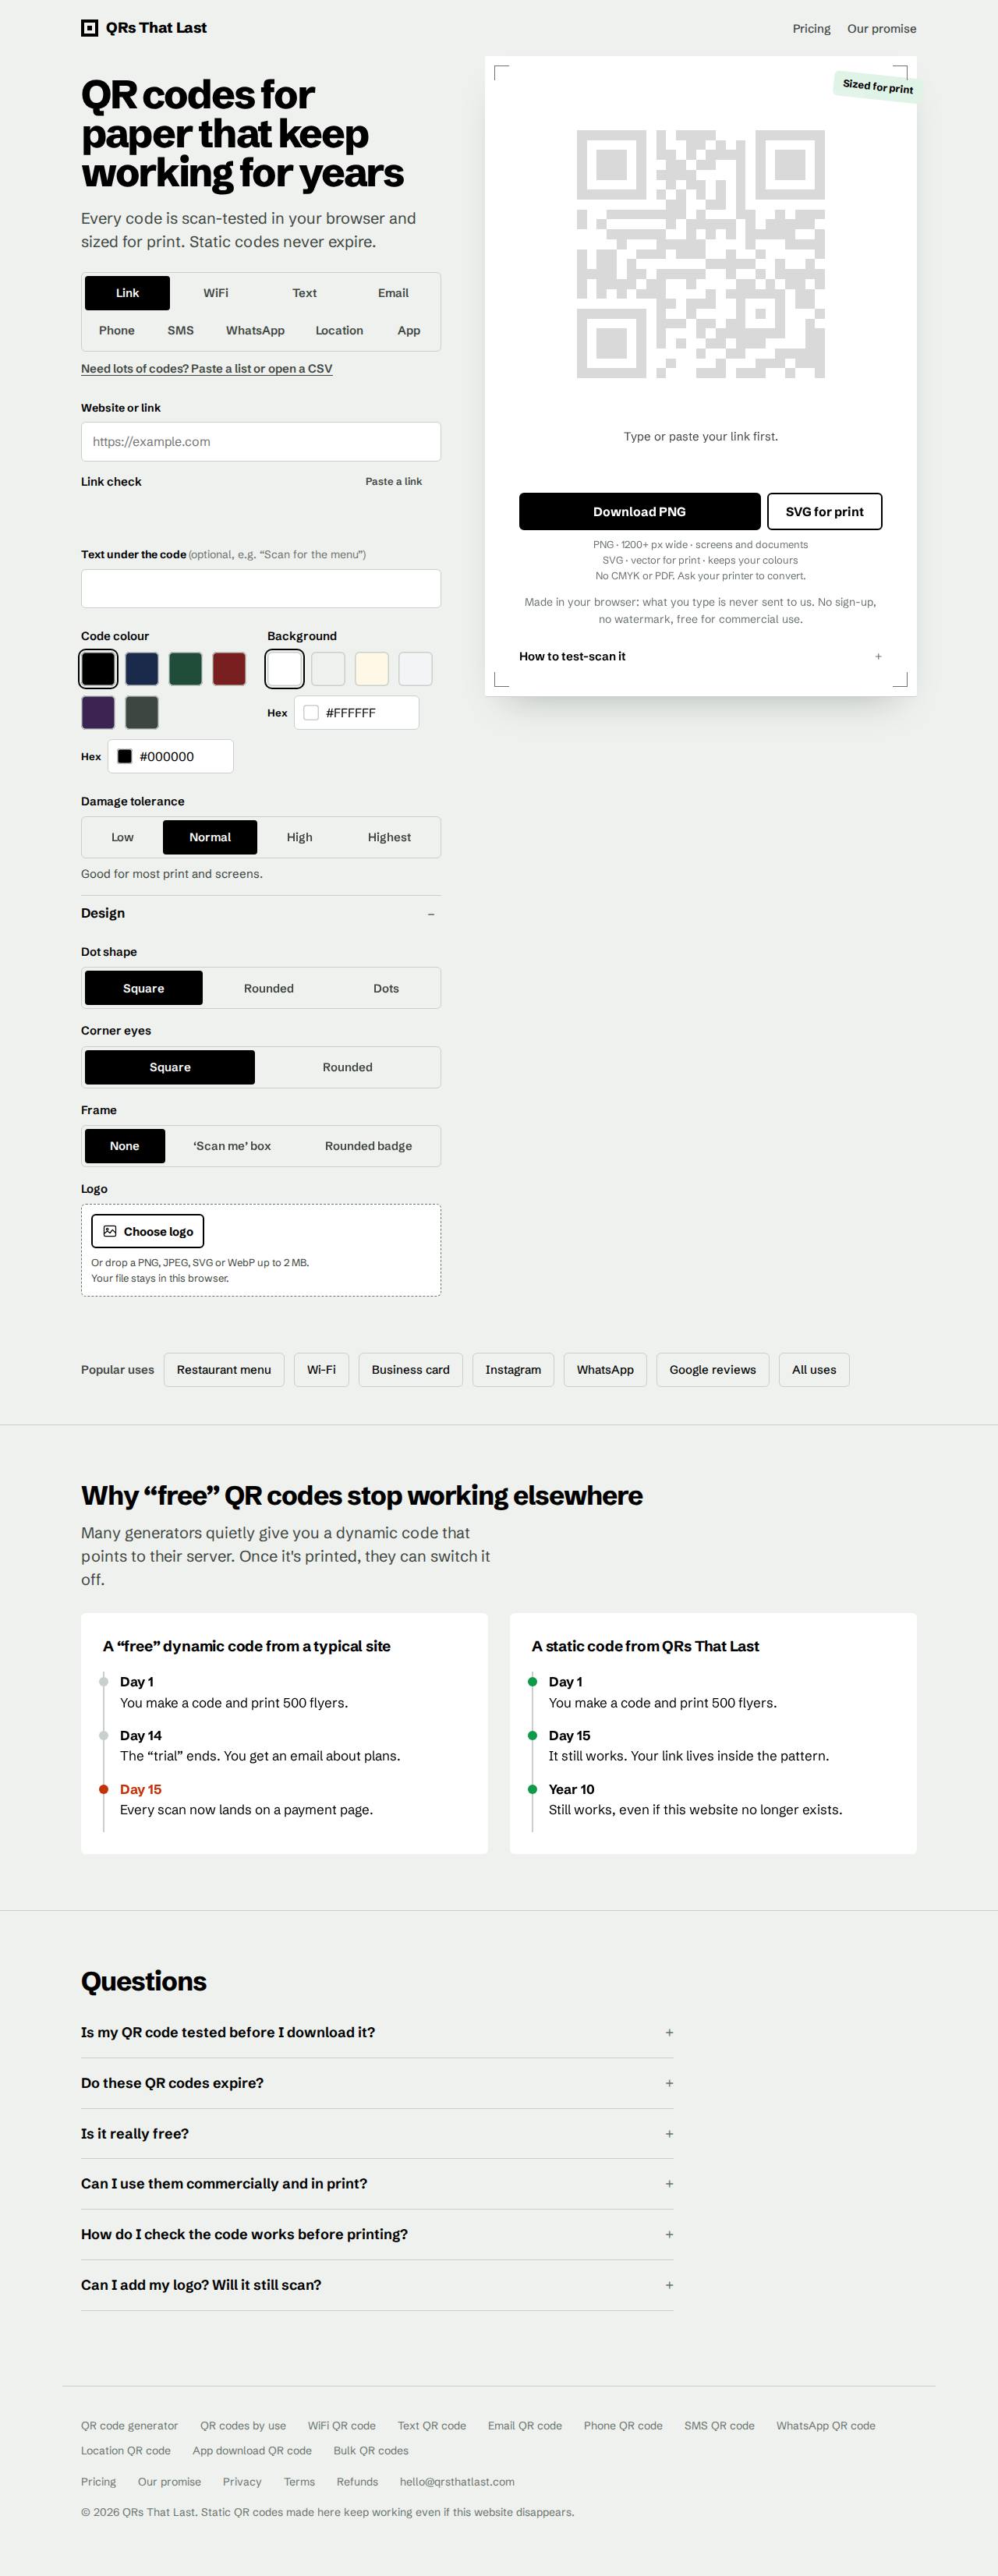 QRs That Last
Pricing
Our promise
QR codes for
paper that keep
working for years
Every code is scan-tested in your browser and
sized for print. Static codes never expire.
Link
WiFi
Text
Email
Phone
SMS
WhatsApp
Location
App
Need lots of codes? Paste a list or open a CSV
Website or link
https://example.com
Link check
Paste a link
Text under the code (optional, e.g. “Scan for the menu”)
Code colour
Hex
#000000
Background
Hex
#FFFFFF
Damage tolerance
Low
Normal
High
Highest
Good for most print and screens.
Design
–
Dot shape
Square
Rounded
Dots
Corner eyes
Square
Rounded
Frame
None
‘Scan me’ box
Rounded badge
Logo
Choose logo
Or drop a PNG, JPEG, SVG or WebP up to 2 MB.
Your file stays in this browser.
Sized for print
Type or paste your link first.
Download PNG
SVG for print
PNG · 1200+ px wide · screens and documents
SVG · vector for print · keeps your colours
No CMYK or PDF. Ask your printer to convert.
Made in your browser: what you type is never sent to us. No sign-up,
no watermark, free for commercial use.
How to test-scan it
+
Popular uses
Restaurant menu
Wi-Fi
Business card
Instagram
WhatsApp
Google reviews
All uses
Why “free” QR codes stop working elsewhere
Many generators quietly give you a dynamic code that
points to their server. Once it's printed, they can switch it
off.
A “free” dynamic code from a typical site
Day 1
You make a code and print 500 flyers.
Day 14
The “trial” ends. You get an email about plans.
Day 15
Every scan now lands on a payment page.
A static code from QRs That Last
Day 1
You make a code and print 500 flyers.
Day 15
It still works. Your link lives inside the pattern.
Year 10
Still works, even if this website no longer exists.
Questions
Is my QR code tested before I download it?
+
Do these QR codes expire?
+
Is it really free?
+
Can I use them commercially and in print?
+
How do I check the code works before printing?
+
Can I add my logo? Will it still scan?
+
QR code generator
QR codes by use
WiFi QR code
Text QR code
Email QR code
Phone QR code
SMS QR code
WhatsApp QR code
Location QR code
App download QR code
Bulk QR codes
Pricing
Our promise
Privacy
Terms
Refunds
hello@qrsthatlast.com
© 2026 QRs That Last. Static QR codes made here keep working even if this website disappears.